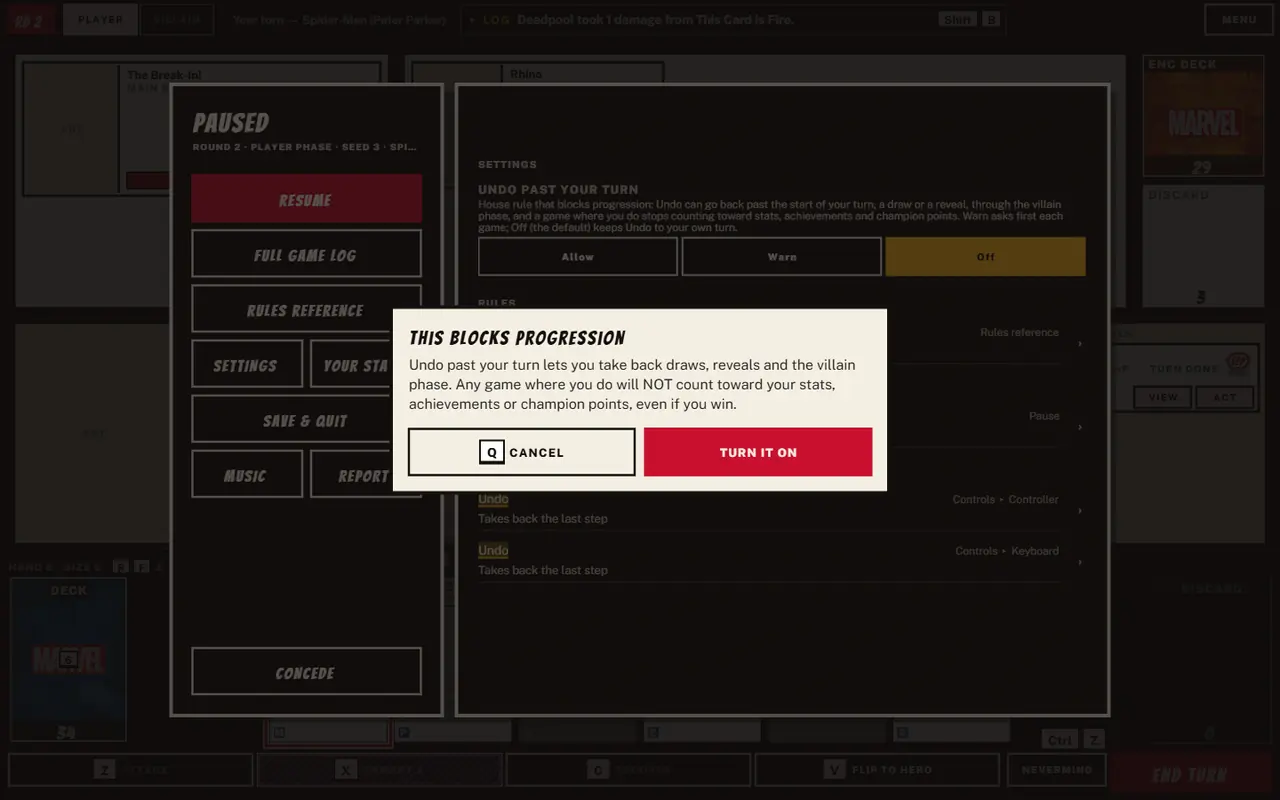 RD 2
PLAYER
VILLAIN
Your turn — Spider-Man (Peter Parker)
LOG Deadpool took 1 damage from This Card Is Fire.
Shift B
MENU
The Break-In!
Rhino
ENC DECK
MARVEL
29
DISCARD
3
PAUSED
ROUND 2 · PLAYER PHASE · SEED 3 · SPI...
RESUME
FULL GAME LOG
RULES REFERENCE
SETTINGS
YOUR STA
SAVE & QUIT
MUSIC
REPORT
CONCEDE
SETTINGS
UNDO PAST YOUR TURN
House rule that blocks progression: Undo can go back past the start of your turn, a draw or a reveal, through the villain
phase, and a game where you do stops counting toward stats, achievements and champion points. Warn asks first each
game; Off (the default) keeps Undo to your own turn.
Allow
Warn
Off
RULES
Rules reference ›
Pause ›
THIS BLOCKS PROGRESSION
Undo past your turn lets you take back draws, reveals and the villain
phase. Any game where you do will NOT count toward your stats,
achievements or champion points, even if you win.
Q CANCEL
TURN IT ON
Undo
Controls • Controller ›
Takes back the last step
Undo
Controls • Keyboard ›
Takes back the last step
TURN DONE
VIEW
ACT
DECK
MARVEL
34
DISCARD
Ctrl Z
Z
X
C
V FLIP TO HERO
NEVERMIND
END TURN